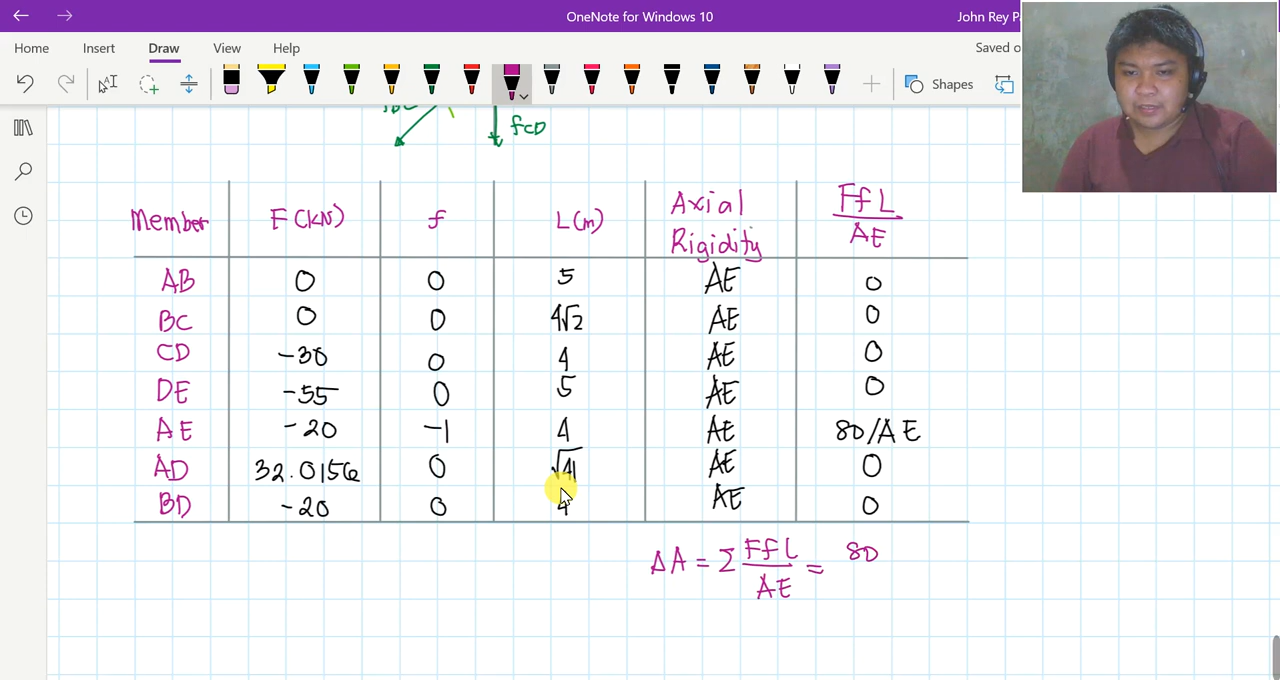 OneNote for Windows 10
John Rey P
Home Insert Draw View Help
Saved o
Shapes
fCD
Member F(kN) f L(m) Axial Rigidity FfL/AE
AB 0 0 5 AE 0
BC 0 0 4√2 AE 0
CD -30 0 4 AE 0
DE -55 0 5 AE 0
AE -20 -1 4 AE 80/AE
AD 32.0156 0 √41 AE 0
BD -20 0 4 AE 0
ΔA = Σ FfL/AE = 80